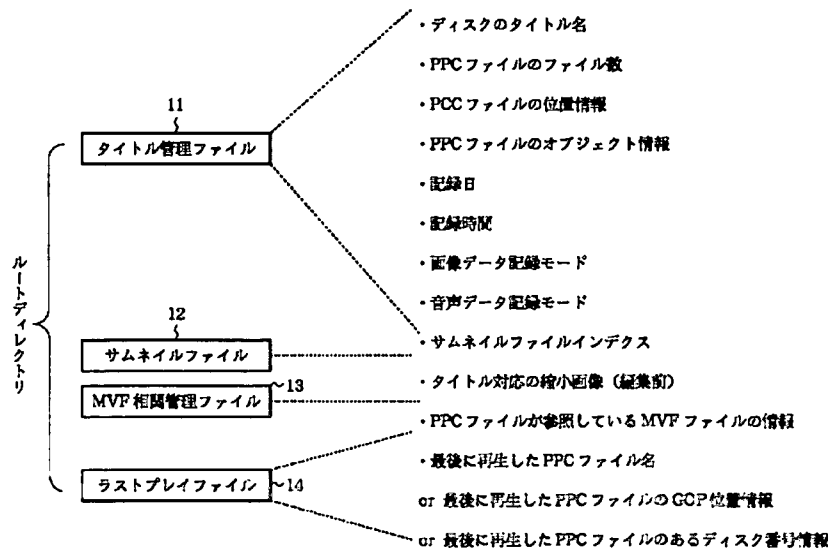 ・ディスクのタイトル名
・PPCファイルのファイル数
11
・PCCファイルの位置情報
タイトル管理ファイル
・PPCファイルのオブジェクト情報
・記録日
・記録時間
・画像データ記録モード
・音声データ記録モード
ルートディレクトリ
12
・サムネイルファイルインデクス
サムネイルファイル
・タイトル対応の縮小画像（編集前）
13
MVF相関管理ファイル
・PPCファイルが参照しているMVFファイルの情報
・最後に再生したPPCファイル名
ラストプレイファイル
14
or 最後に再生したPPCファイルのGOP位置情報
or 最後に再生したPPCファイルのあるディスク番号情報